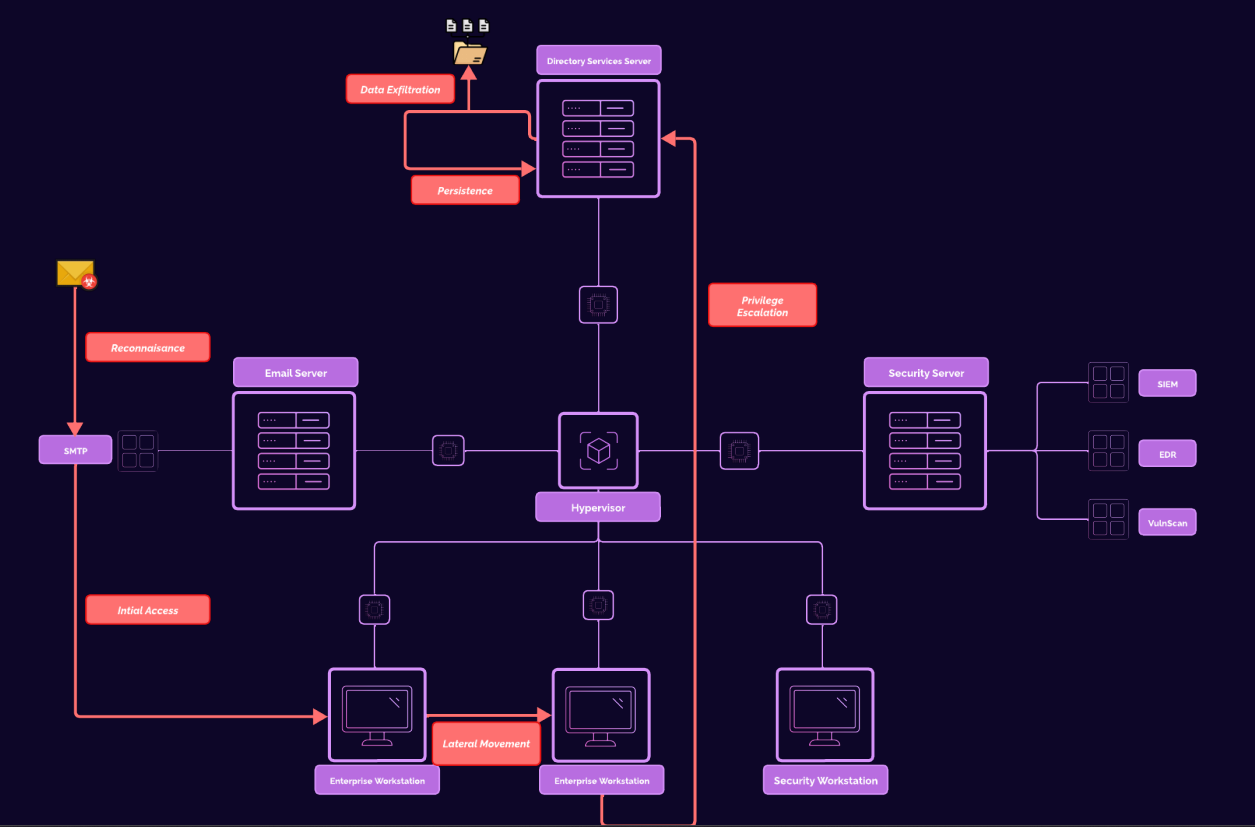 Directory Services Server
Data Exfiltration
Persistence
Privilege
Escalation
Reconnaisance
Email Server
Security Server
SIEM
SMTP
EDR
Hypervisor
VulnScan
Intial Access
Lateral Movement
Enterprise Workstation
Enterprise Workstation
Security Workstation